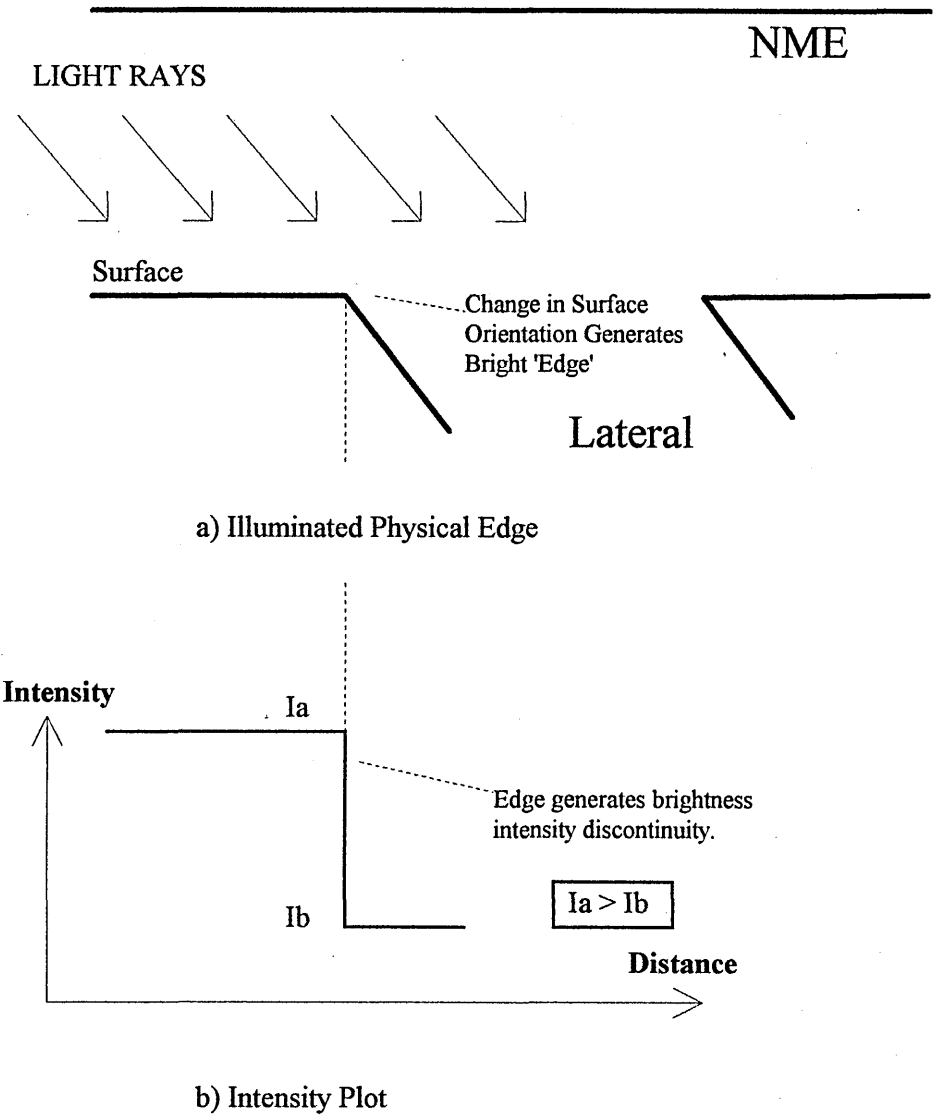 NME
LIGHT RAYS
Surface
Change in Surface
Orientation Generates
Bright 'Edge'
Lateral
a) Illuminated Physical Edge
Intensity
Ia
Edge generates brightness
intensity discontinuity.
Ib
Ia > Ib
Distance
b) Intensity Plot